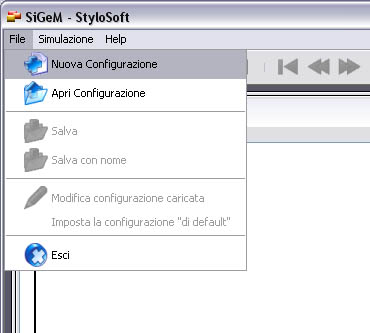 SiGeM - StyloSoft
File Simulazione Help
Nuova Configurazione
Apri Configurazione
Salva
Salva con nome
Modifica configurazione caricata
Imposta la configurazione "di default"
Esci